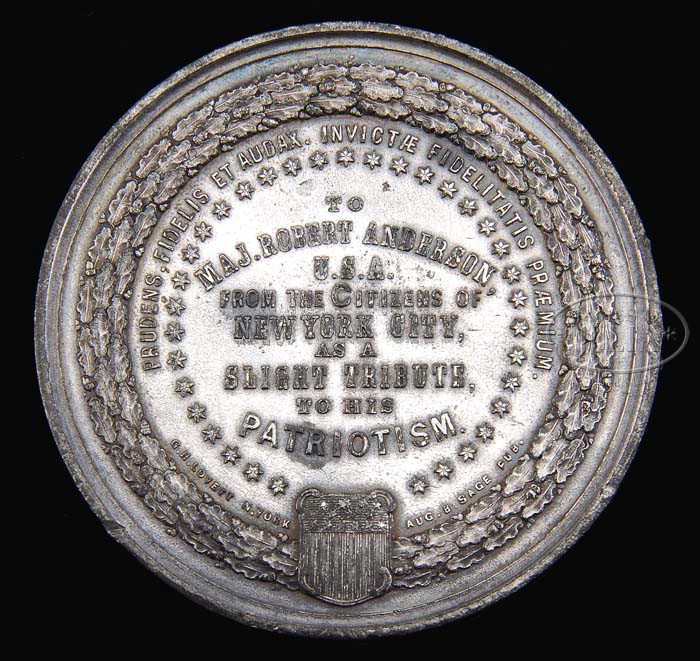 PRUDENS, FIDELIS ET AUDAX. INVICTÆ FIDELITATIS PRÆMIUM.
TO
MAJ. ROBERT ANDERSON,
U.S.A.
FROM THE CITIZENS OF
NEW YORK CITY,
AS A
SLIGHT TRIBUTE,
TO HIS
PATRIOTISM.
G.H. LOVETT N.YORK
AUG. B. SAGE PUB.